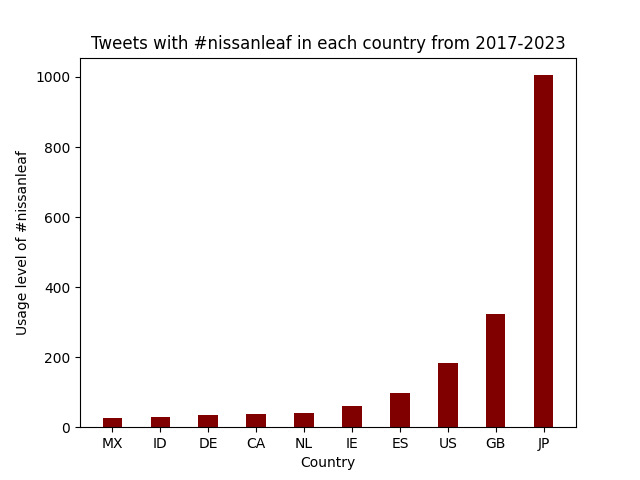 Tweets with #nissanleaf in each country from 2017-2023
Usage level of #nissanleaf
1000
800
600
400
200
0
MX ID DE CA NL IE ES US GB JP
Country